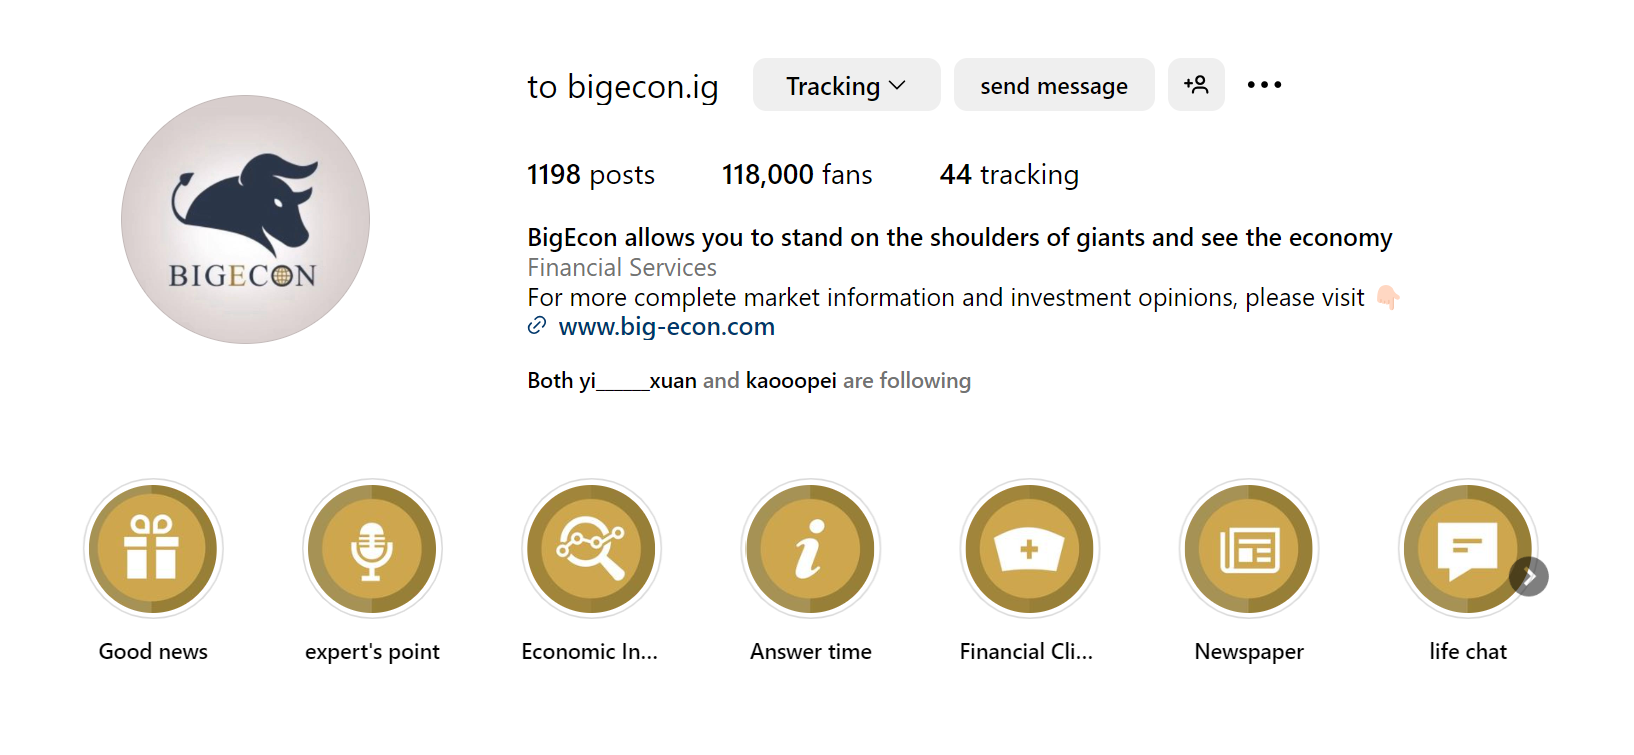 to bigecon.ig Tracking send message
1198 posts 118,000 fans 44 tracking
BIGECON
BigEcon allows you to stand on the shoulders of giants and see the economy
Financial Services
For more complete market information and investment opinions, please visit 👇🏻
www.big-econ.com
Both yi_____xuan and kaooopei are following
Good news expert's point Economic In... Answer time Financial Cli... Newspaper life chat